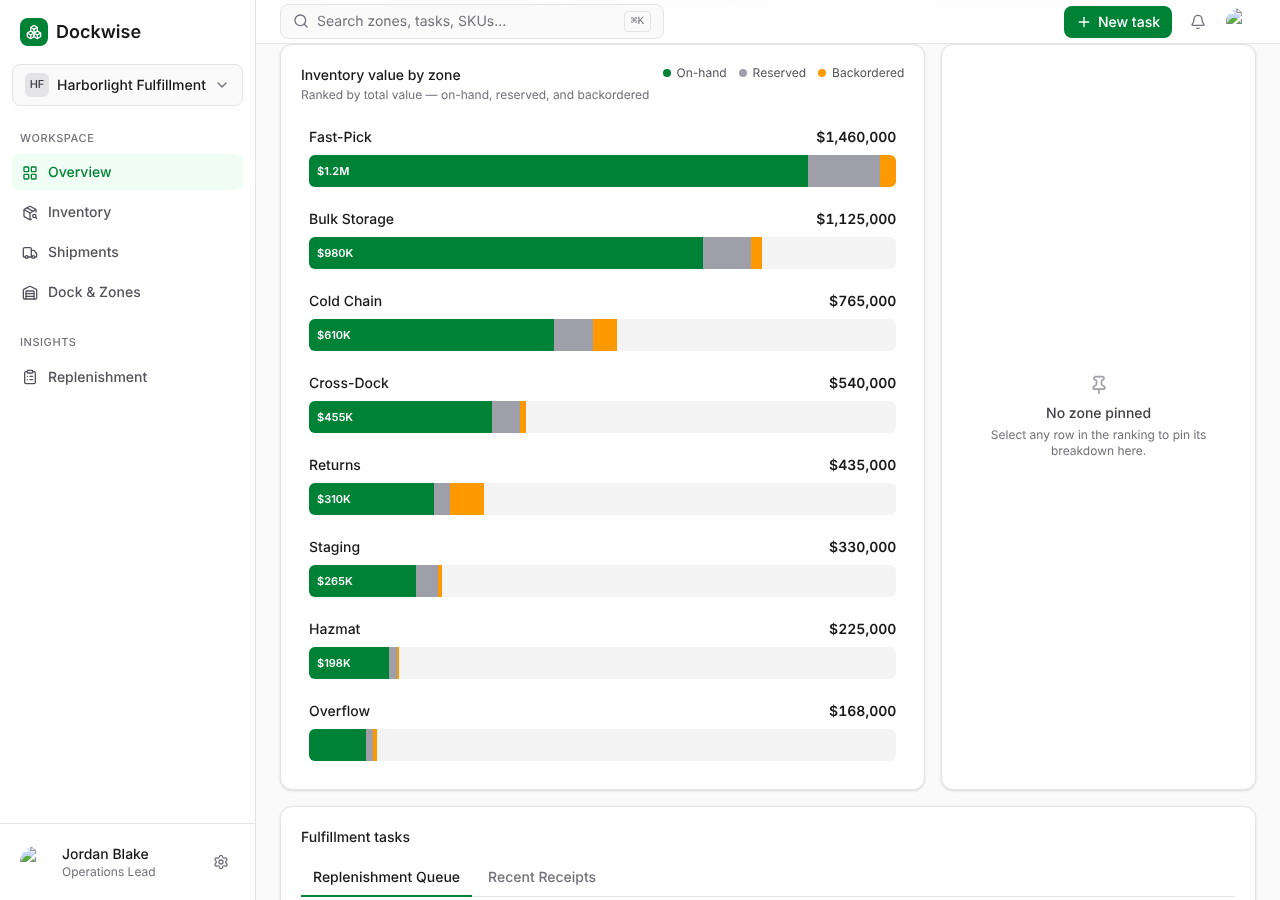 Dockwise
Search zones, tasks, SKUs...
⌘K
New task
HF
Harborlight Fulfillment
WORKSPACE
Overview
Inventory
Shipments
Dock & Zones
INSIGHTS
Replenishment
Jordan Blake
Operations Lead
Inventory value by zone
Ranked by total value — on-hand, reserved, and backordered
On-hand
Reserved
Backordered
Fast-Pick
$1,460,000
$1.2M
Bulk Storage
$1,125,000
$980K
Cold Chain
$765,000
$610K
Cross-Dock
$540,000
$455K
Returns
$435,000
$310K
Staging
$330,000
$265K
Hazmat
$225,000
$198K
Overflow
$168,000
No zone pinned
Select any row in the ranking to pin its
breakdown here.
Fulfillment tasks
Replenishment Queue
Recent Receipts